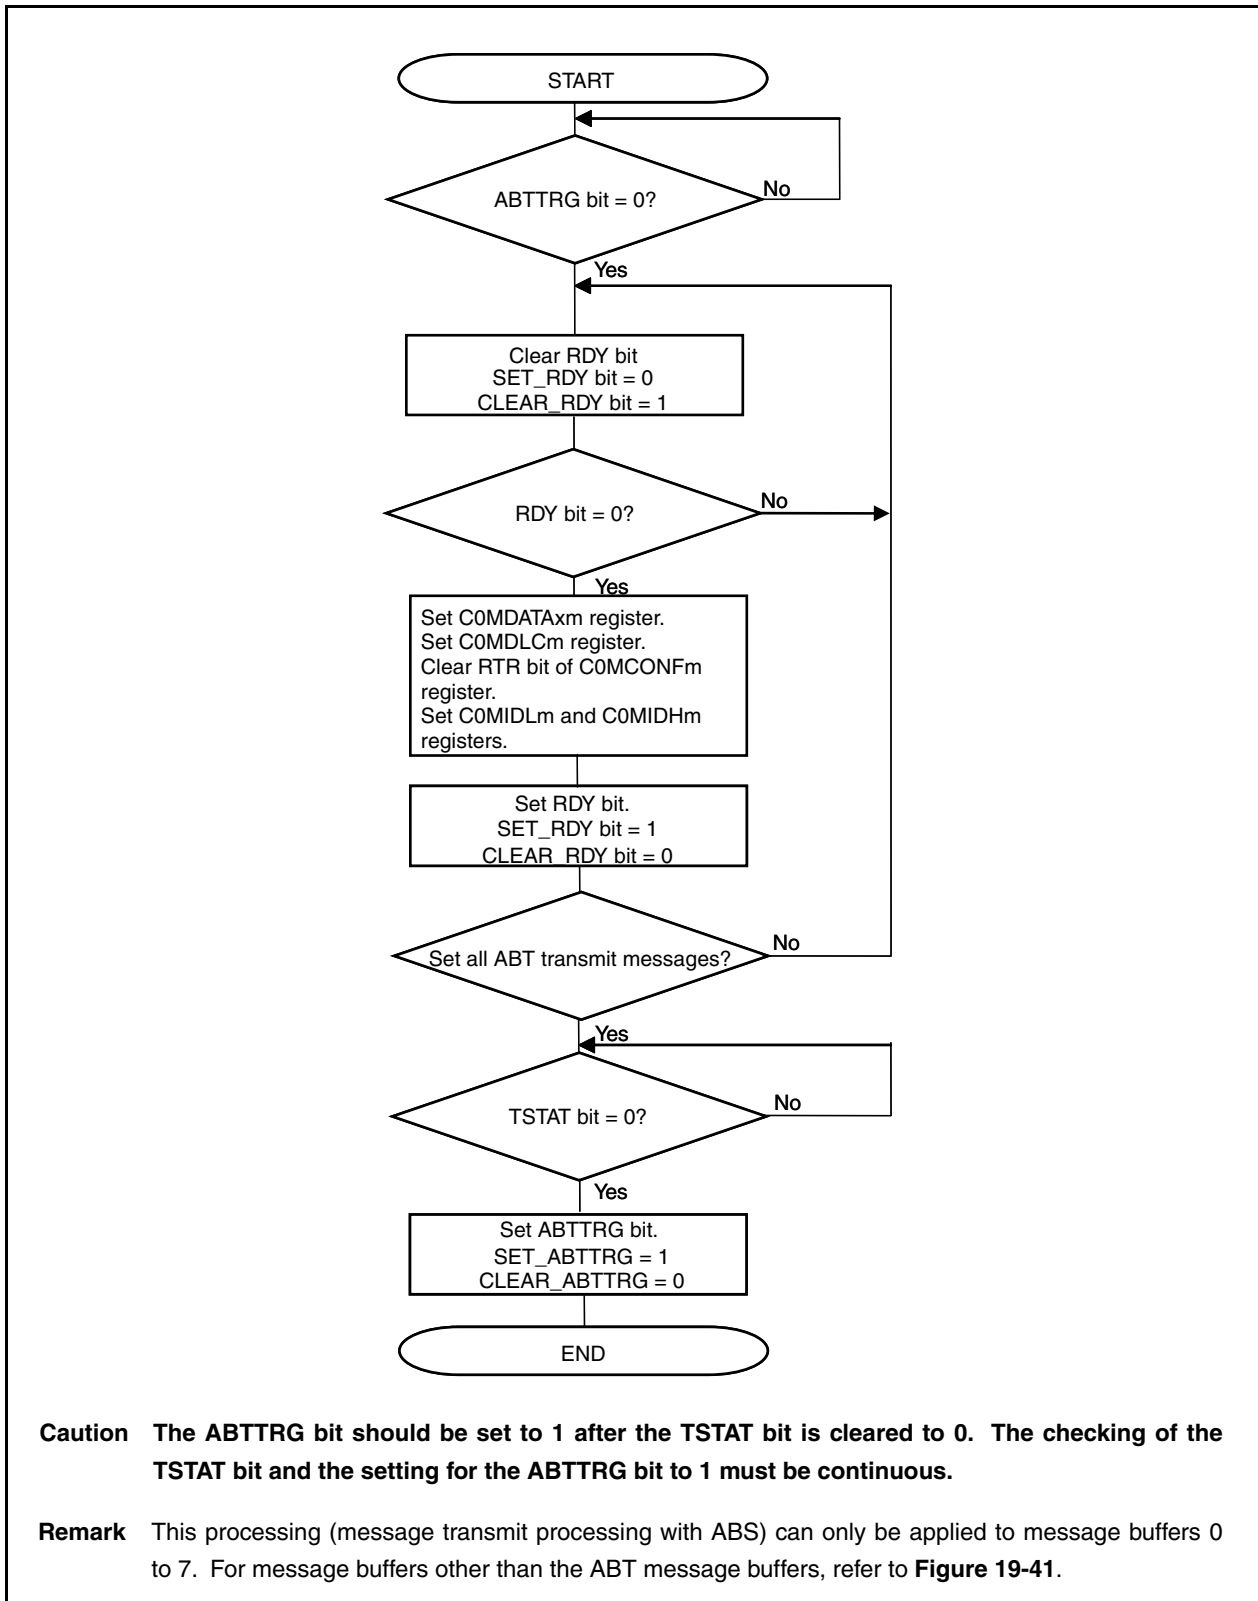 START
ABTTRG bit = 0?
No
Yes
Clear RDY bit
SET_RDY bit = 0
CLEAR_RDY bit = 1
RDY bit = 0?
No
Yes
Set C0MDATAxm register.
Set C0MDLCm register.
Clear RTR bit of C0MCONFm
register.
Set C0MIDLm and C0MIDHm
registers.
Set RDY bit.
SET_RDY bit = 1
CLEAR_RDY bit = 0
Set all ABT transmit messages?
No
Yes
TSTAT bit = 0?
No
Yes
Set ABTTRG bit.
SET_ABTTRG = 1
CLEAR_ABTTRG = 0
END
Caution The ABTTRG bit should be set to 1 after the TSTAT bit is cleared to 0. The checking of the
TSTAT bit and the setting for the ABTTRG bit to 1 must be continuous.
Remark This processing (message transmit processing with ABS) can only be applied to message buffers 0
to 7. For message buffers other than the ABT message buffers, refer to Figure 19-41.